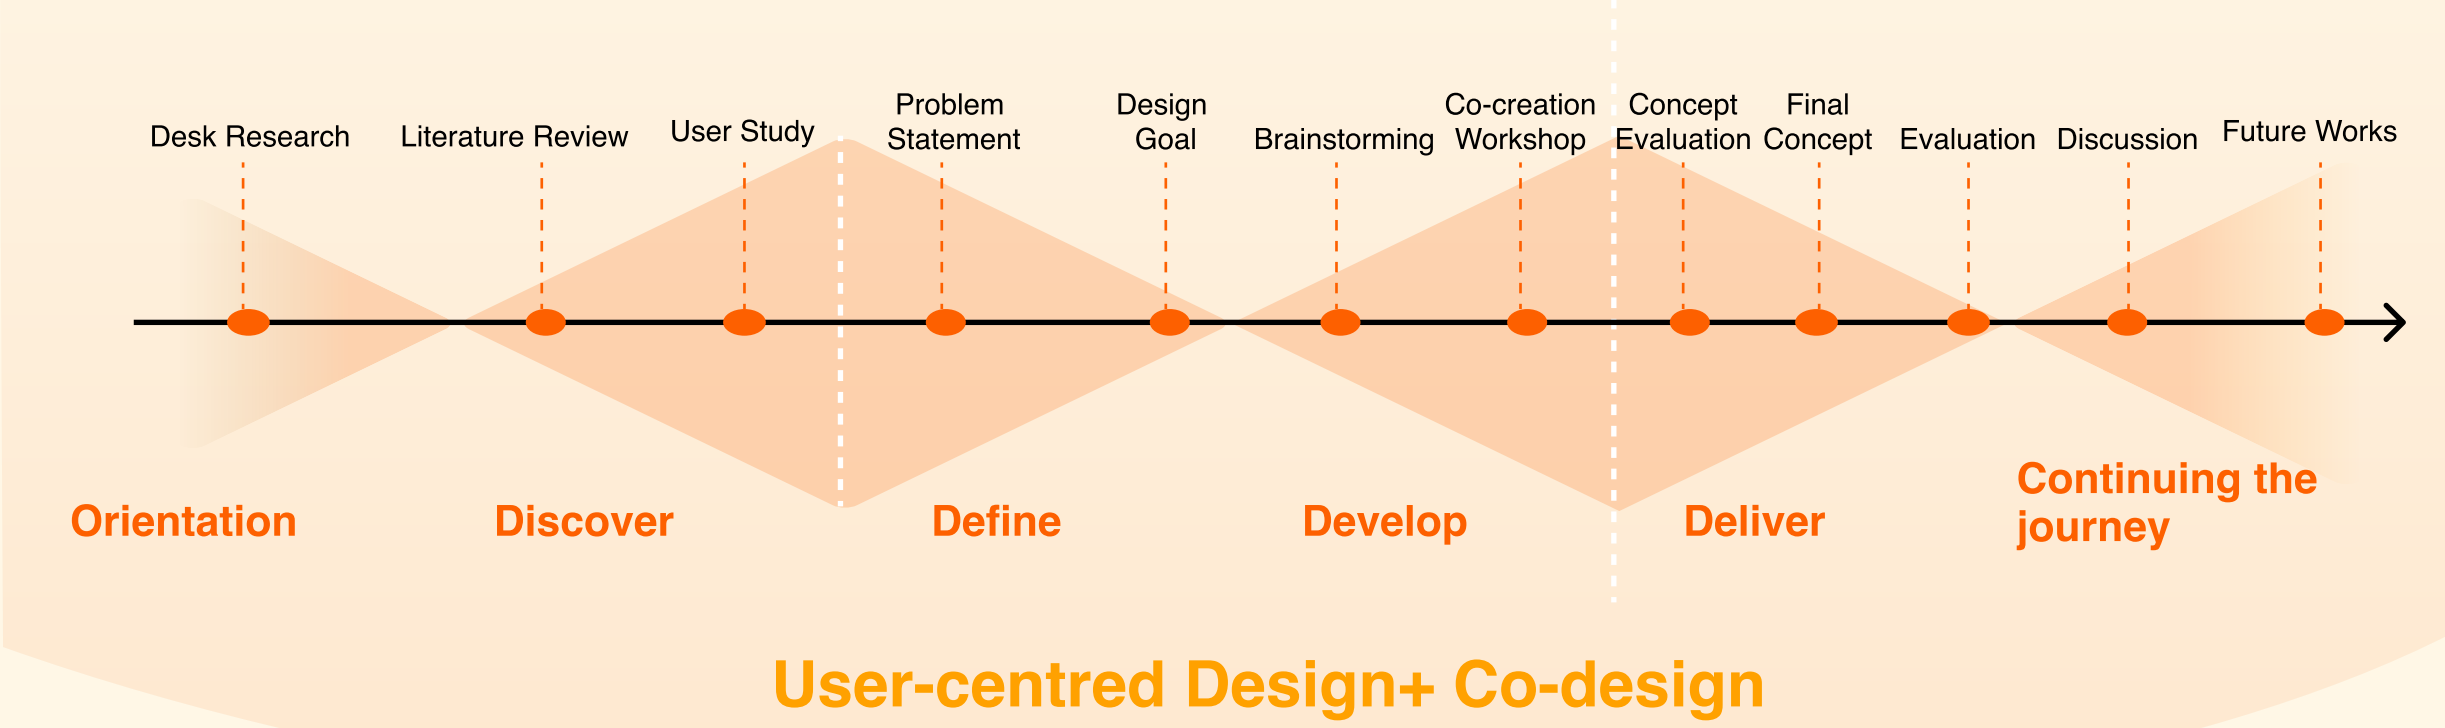 Desk Research
Literature Review
User Study
Problem
Statement
Design
Goal
Brainstorming
Co-creation
Workshop
Concept
Evaluation
Final
Concept
Evaluation
Discussion
Future Works
Orientation
Discover
Define
Develop
Deliver
Continuing the
journey
User-centred Design+ Co-design